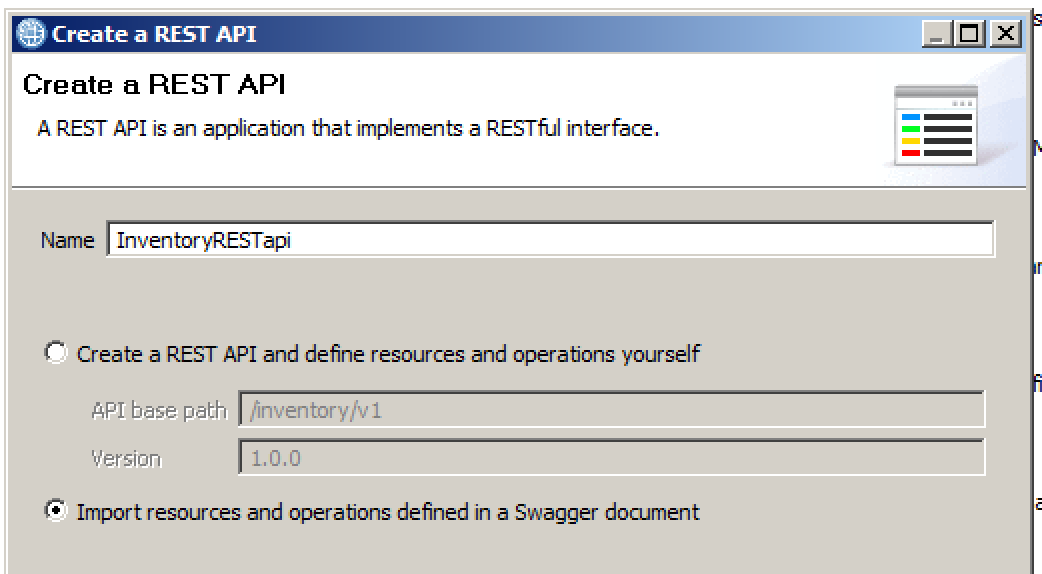 Create a REST API
Create a REST API
A REST API is an application that implements a RESTful interface.
Name InventoryRESTapi
Create a REST API and define resources and operations yourself
API base path /inventory/v1
Version 1.0.0
Import resources and operations defined in a Swagger document